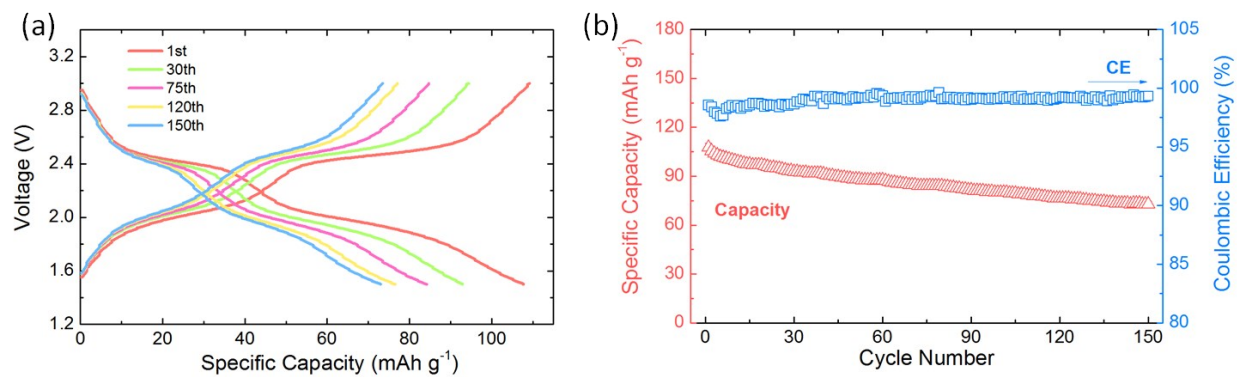 (a)
3.2
2.8
2.4
2.0
1.6
1.2
Voltage (V)
1st
30th
75th
120th
150th
0 20 40 60 80 100
Specific Capacity (mAh g⁻¹)
(b)
180
150
120
90
60
30
0
Specific Capacity (mAh g⁻¹)
CE
Capacity
105
100
95
90
85
80
Coulombic Efficiency (%)
0 30 60 90 120 150
Cycle Number